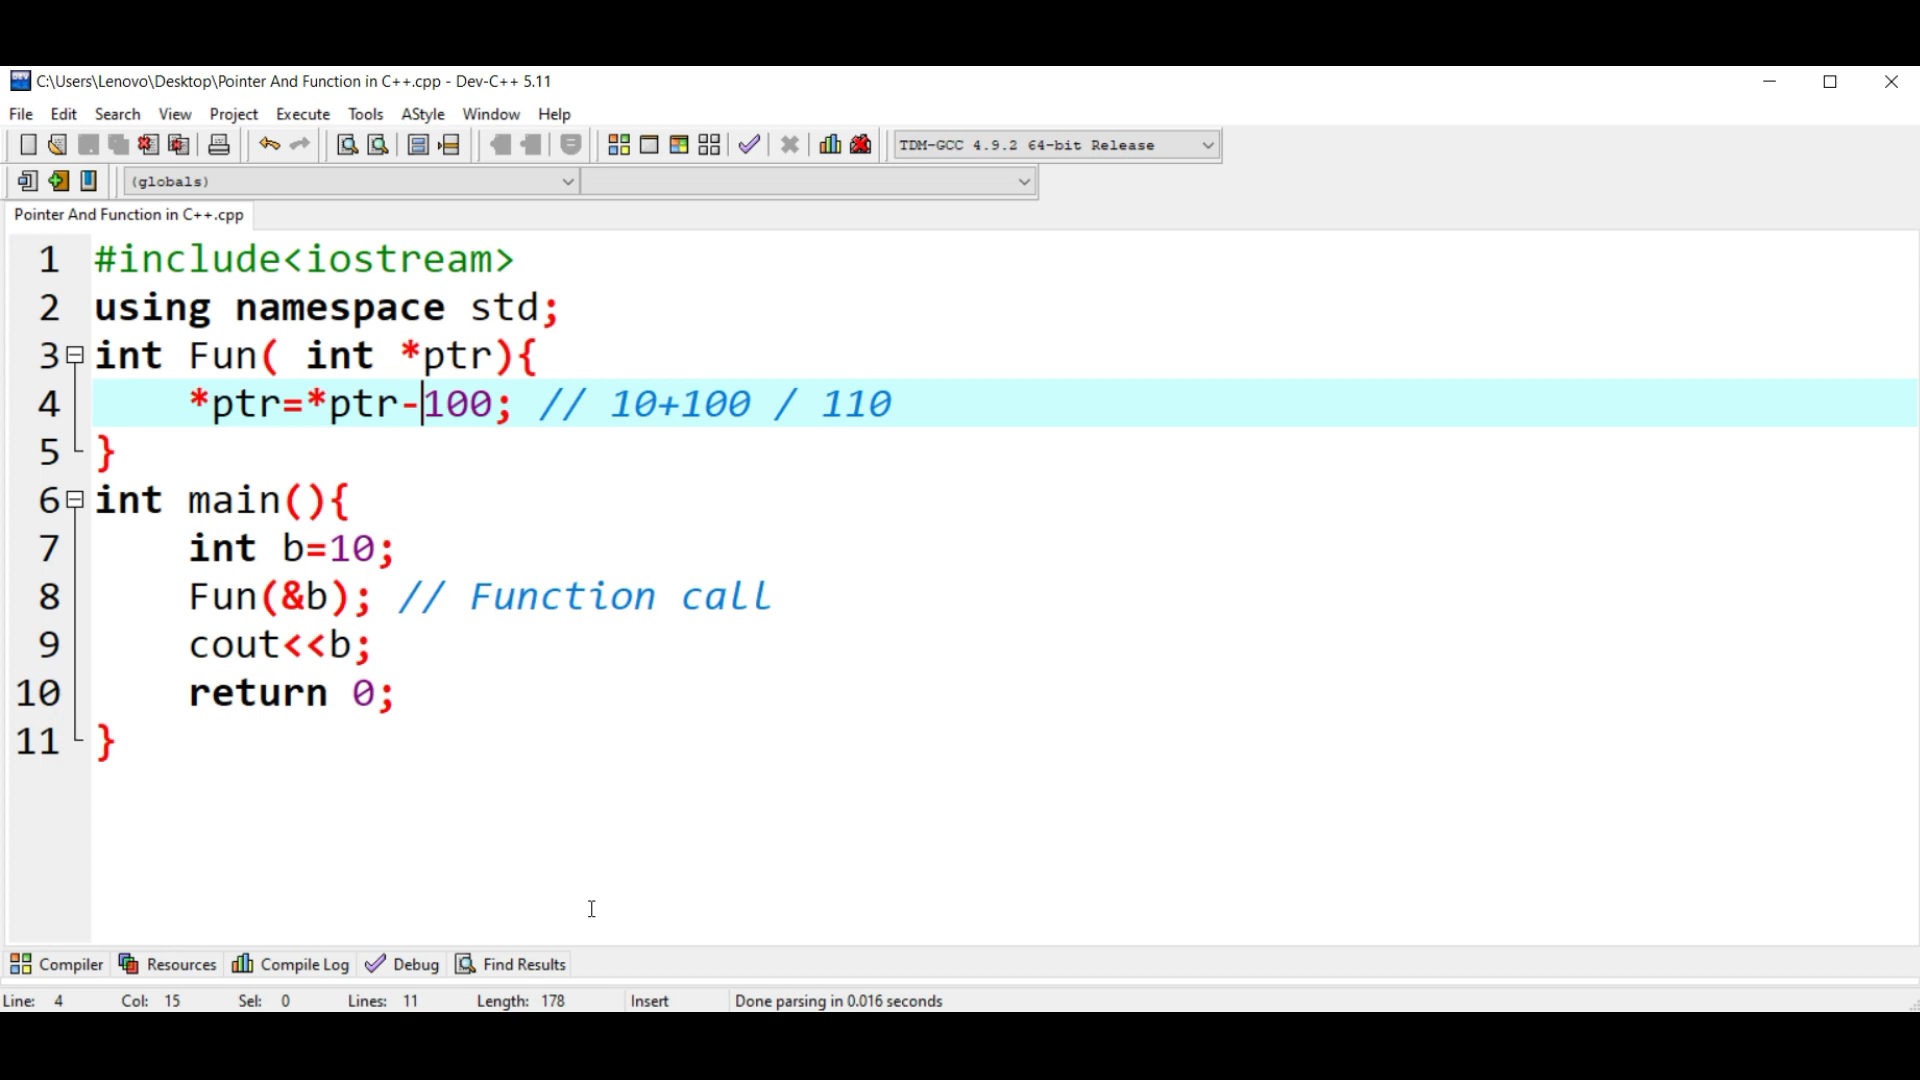 C:\Users\Lenovo\Desktop\Pointer And Function in C++.cpp - Dev-C++ 5.11
File Edit Search View Project Execute Tools AStyle Window Help
TDM-GCC 4.9.2 64-bit Release
(globals)
Pointer And Function in C++.cpp
1 #include<iostream>
2 using namespace std;
3 int Fun( int *ptr){
4 *ptr=*ptr-100; // 10+100 / 110
5 }
6 int main(){
7 int b=10;
8 Fun(&b); // Function call
9 cout<<b;
10 return 0;
11 }
Compiler Resources Compile Log Debug Find Results
Line: 4 Col: 15 Sel: 0 Lines: 11 Length: 178 Insert Done parsing in 0.016 seconds